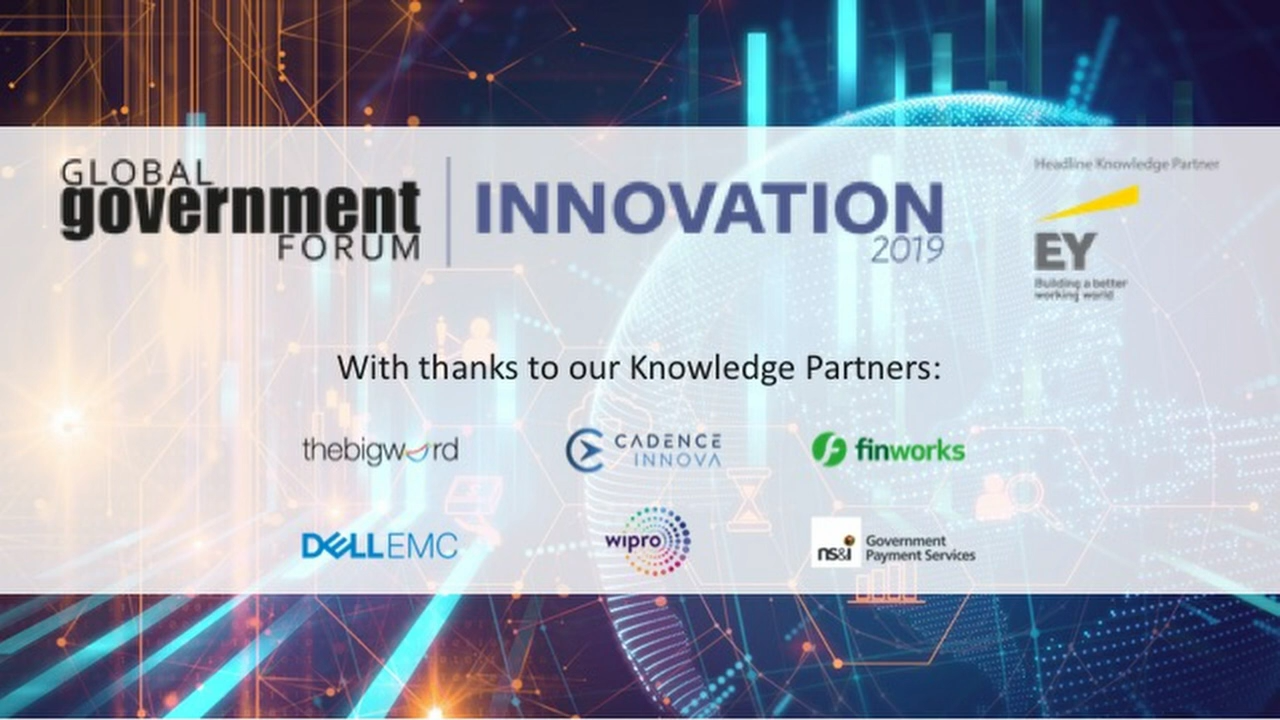 GLOBAL
government
FORUM
INNOVATION
2019
Headline Knowledge Partner
EY
Building a better
working world
With thanks to our Knowledge Partners:
thebigword
CADENCE
INNOVA
finworks
DELLEMC
wipro
ns&i
Government
Payment Services